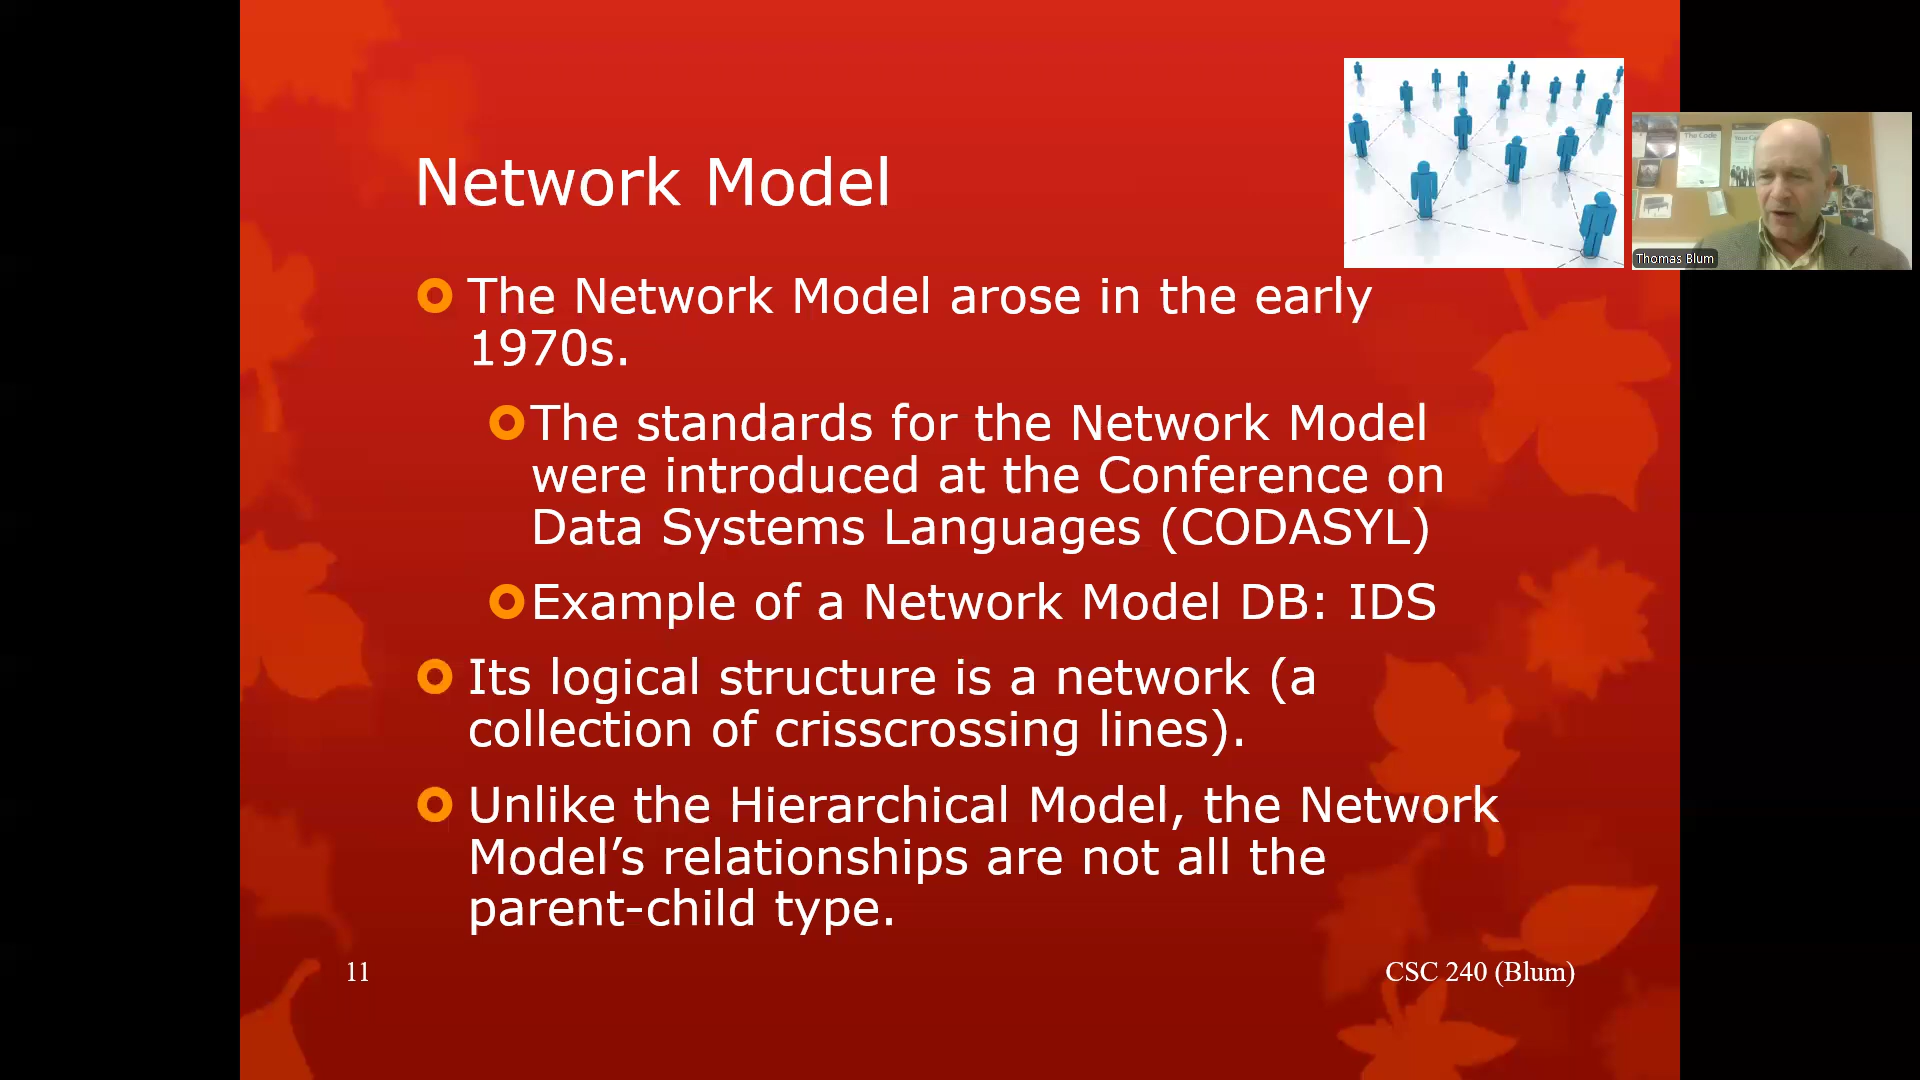 Network Model
The Network Model arose in the early
1970s.
The standards for the Network Model
were introduced at the Conference on
Data Systems Languages (CODASYL)
Example of a Network Model DB: IDS
Its logical structure is a network (a
collection of crisscrossing lines).
Unlike the Hierarchical Model, the Network
Model’s relationships are not all the
parent-child type.
11
CSC 240 (Blum)
The Code
Thomas Blum